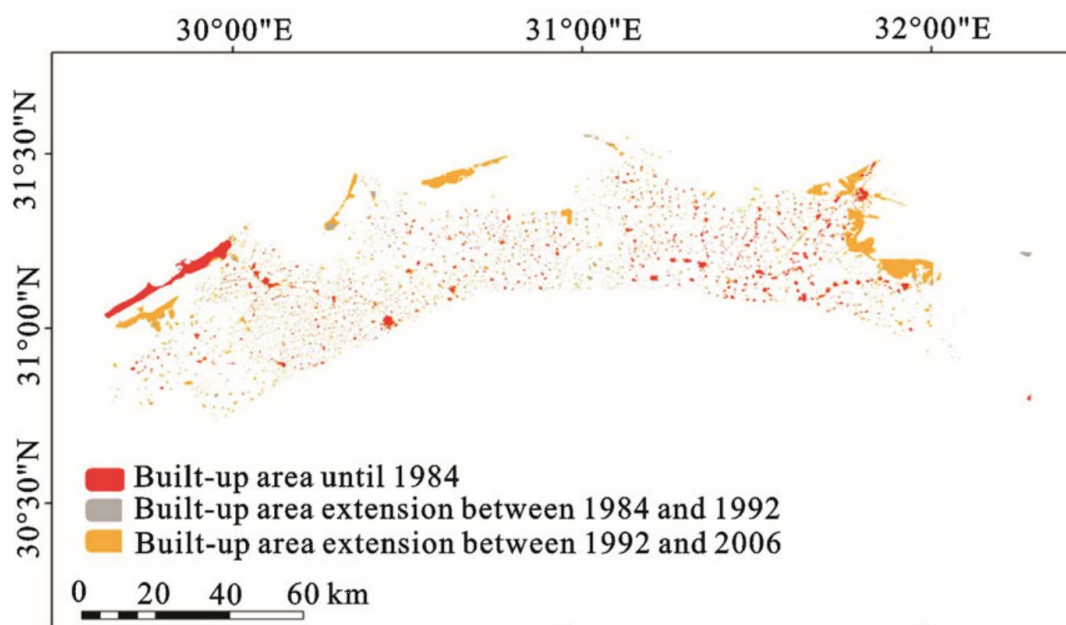 30°00"E 31°00"E 32°00"E
31°30"N
31°00"N
30°30"N
Built-up area until 1984
Built-up area extension between 1984 and 1992
Built-up area extension between 1992 and 2006
0 20 40 60 km